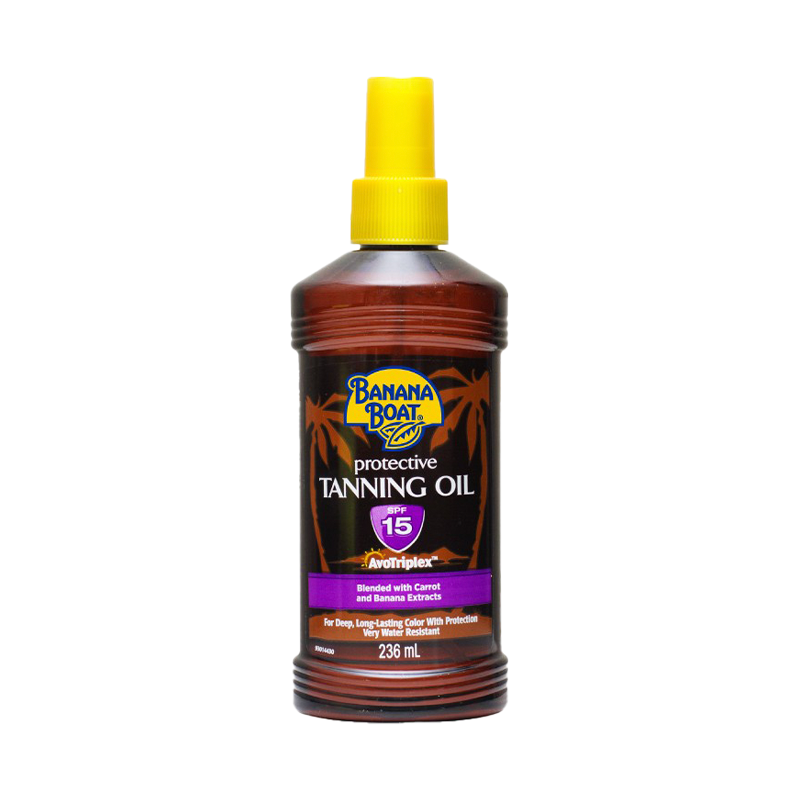 BANANA
BOAT®
protective
TANNING OIL
SPF
15
AvoTriplex™
Blended with Carrot
and Banana Extracts
For Deep, Long-Lasting Color With Protection
Very Water Resistant
236 mL